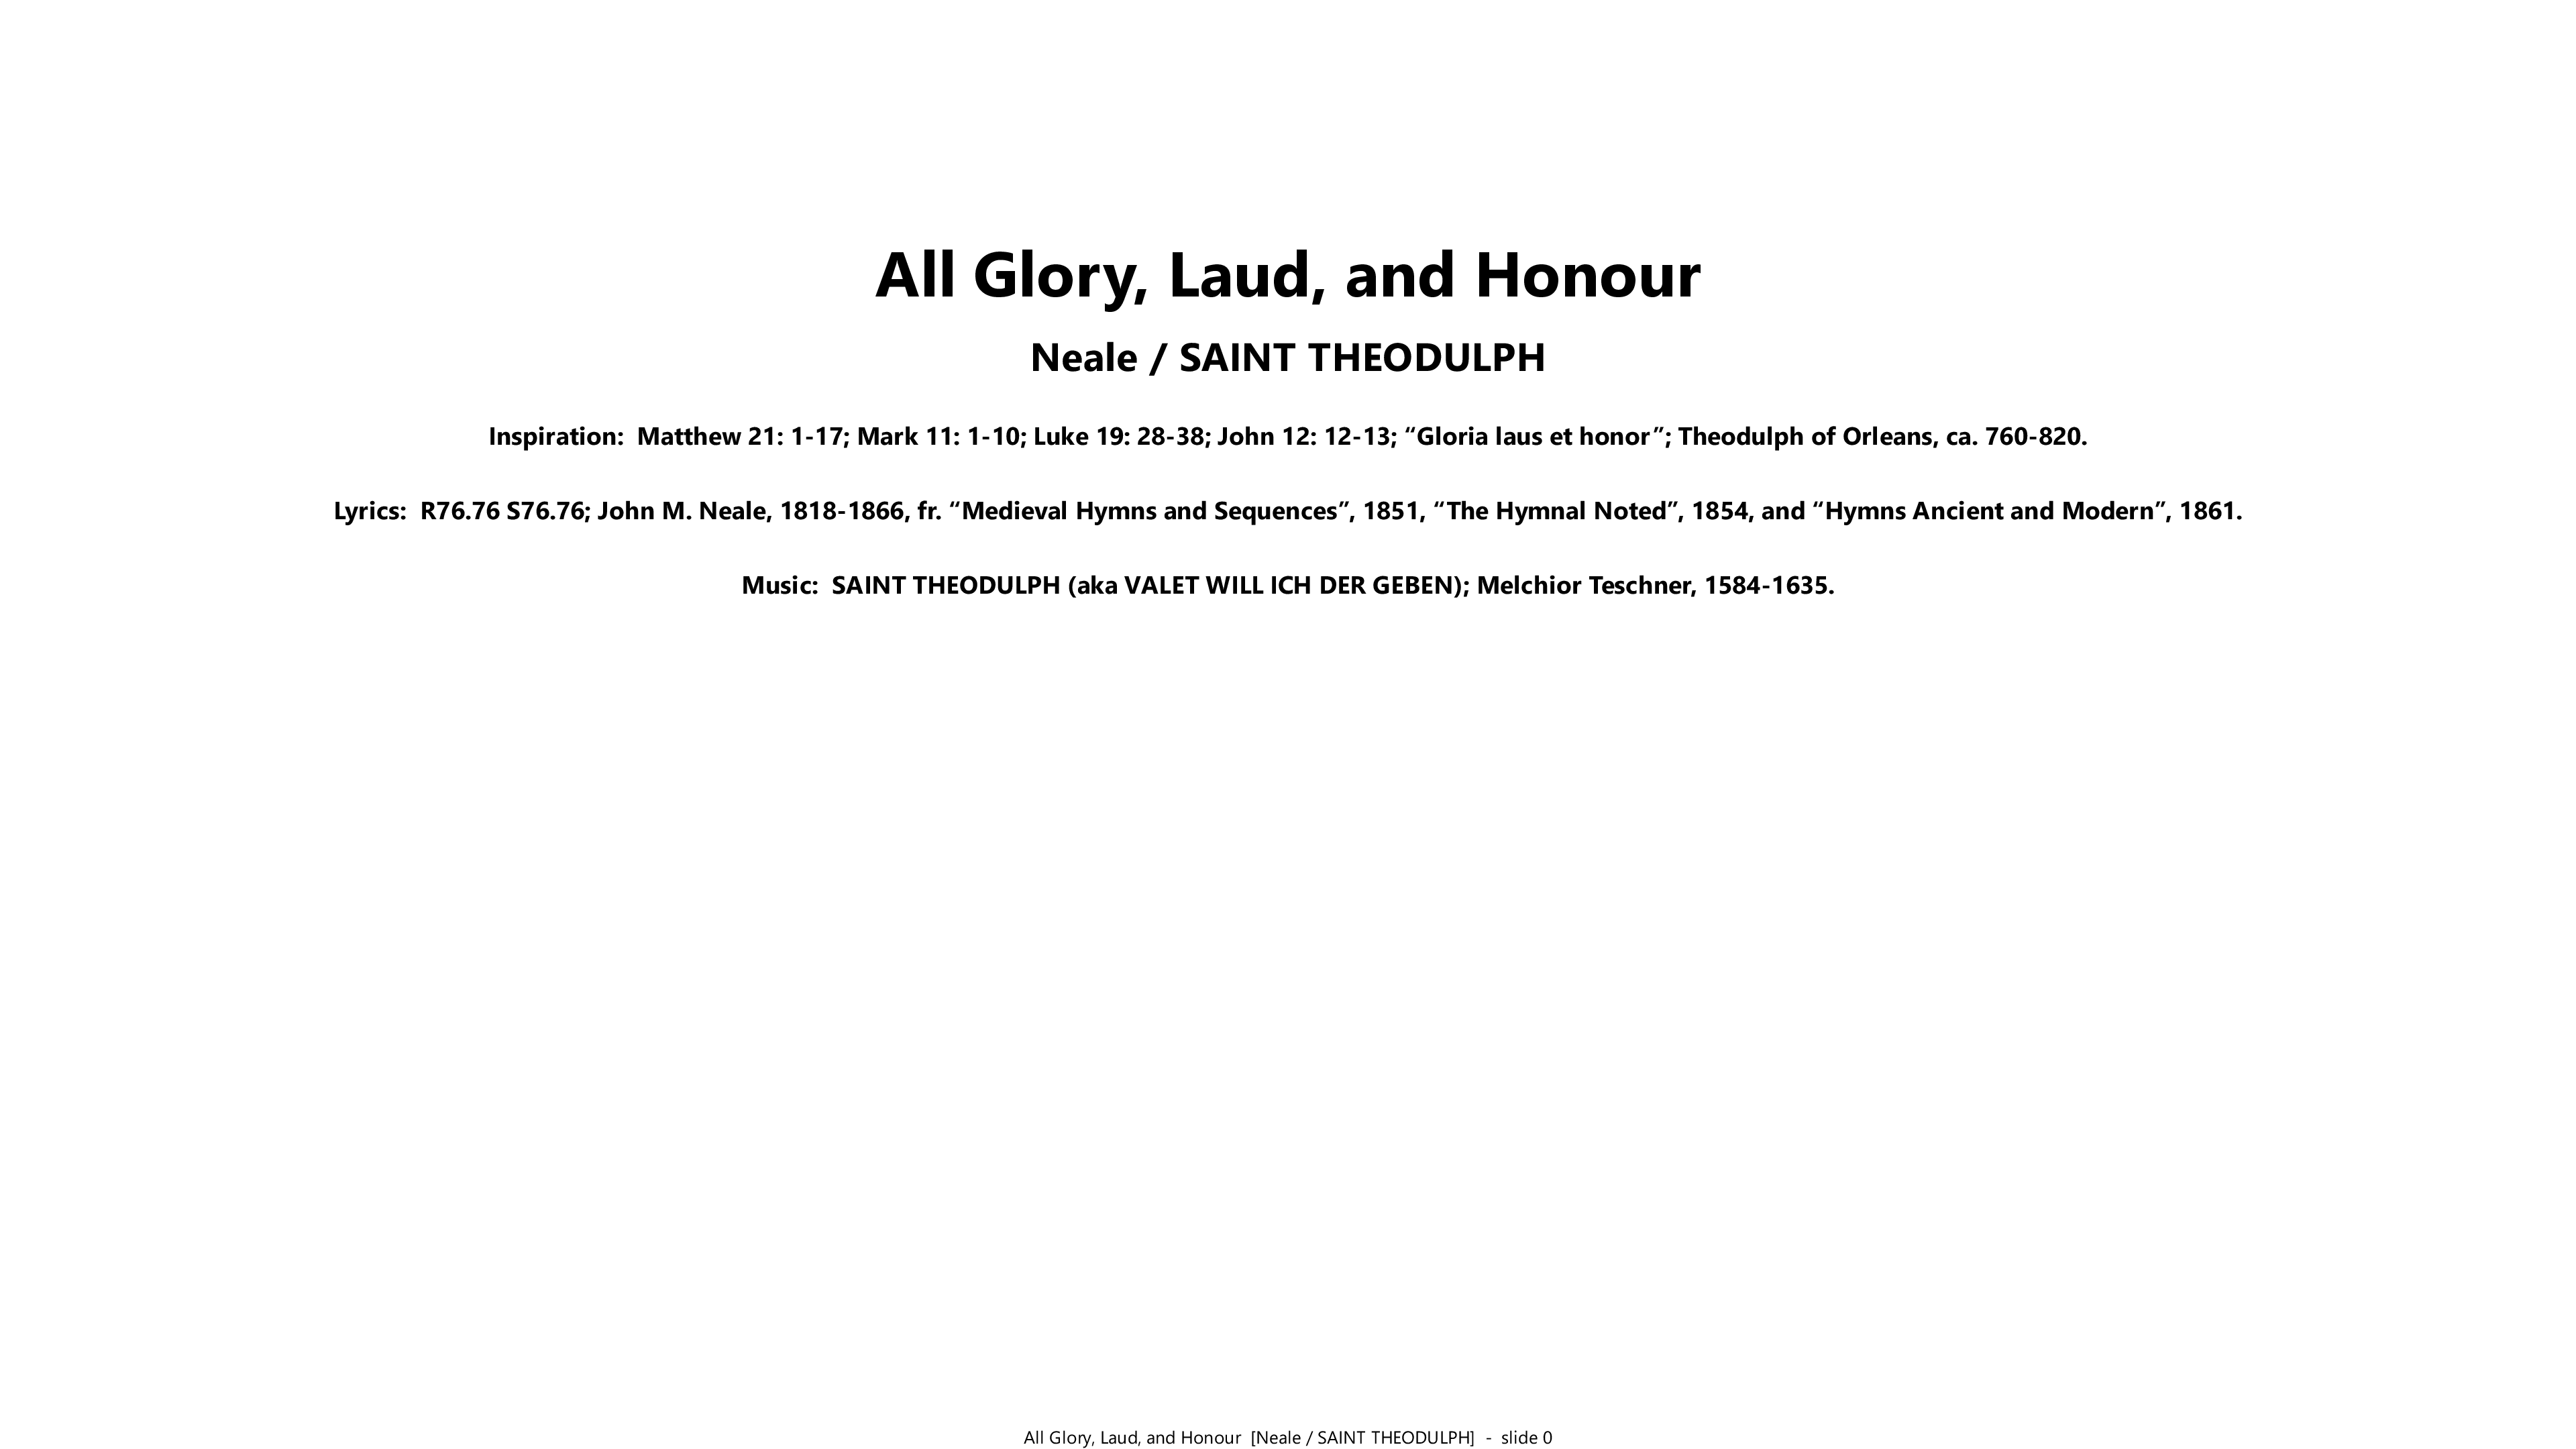 All Glory, Laud, and Honour
Neale / SAINT THEODULPH
Inspiration:  Matthew 21: 1-17; Mark 11: 1-10; Luke 19: 28-38; John 12: 12-13; “Gloria laus et honor”; Theodulph of Orleans, ca. 760-820.
Lyrics:  R76.76 S76.76; John M. Neale, 1818-1866, fr. “Medieval Hymns and Sequences”, 1851, “The Hymnal Noted”, 1854, and “Hymns Ancient and Modern”, 1861.
Music:  SAINT THEODULPH (aka VALET WILL ICH DER GEBEN); Melchior Teschner, 1584-1635.
All Glory, Laud, and Honour  [Neale / SAINT THEODULPH]  -  slide 0